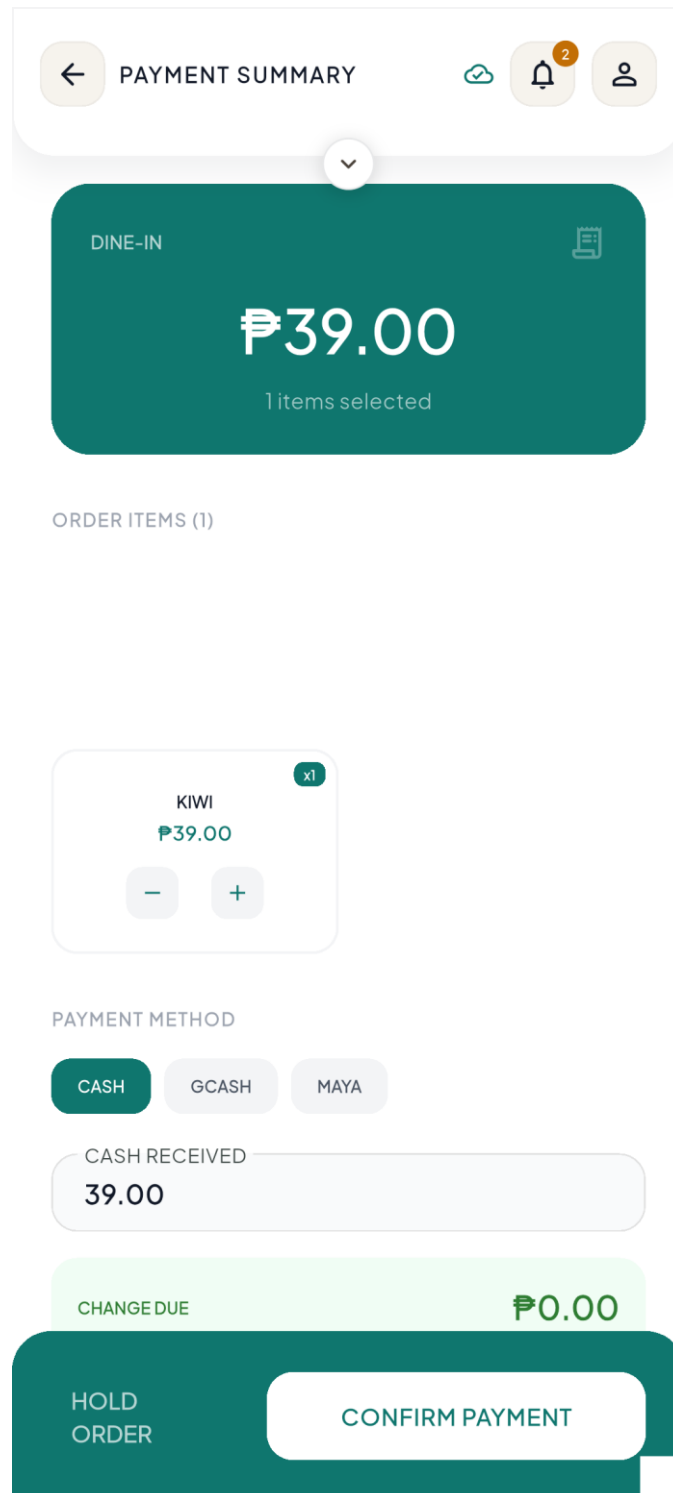 PAYMENT SUMMARY
2
DINE-IN
₱39.00
1 items selected
ORDER ITEMS (1)
x1
KIWI
₱39.00
−
+
PAYMENT METHOD
CASH GCASH MAYA
CASH RECEIVED
39.00
CHANGE DUE ₱0.00
HOLD
ORDER
CONFIRM PAYMENT